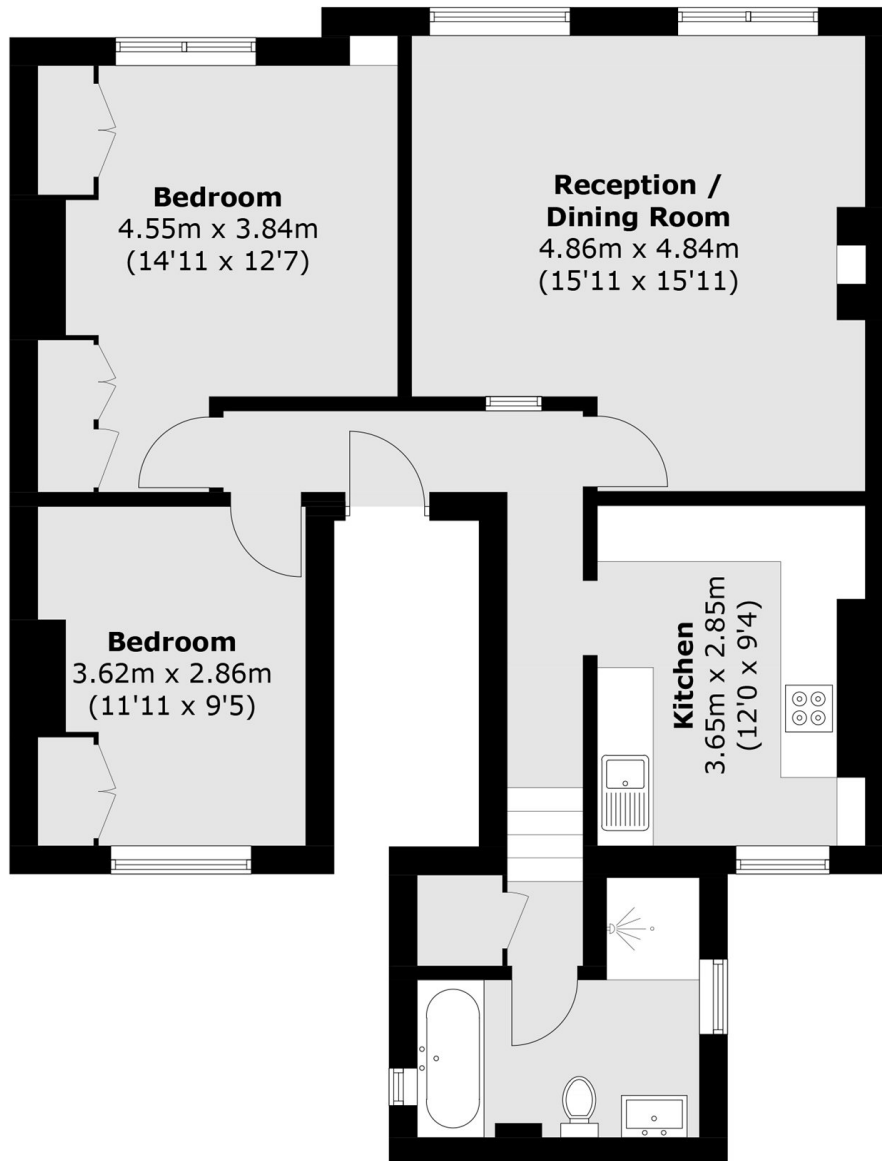 Bedroom
4.55m x 3.84m
(14'11 x 12'7)
Reception /
Dining Room
4.86m x 4.84m
(15'11 x 15'11)
Bedroom
3.62m x 2.86m
(11'11 x 9'5)
Kitchen
3.65m x 2.85m
(12'0 x 9'4)